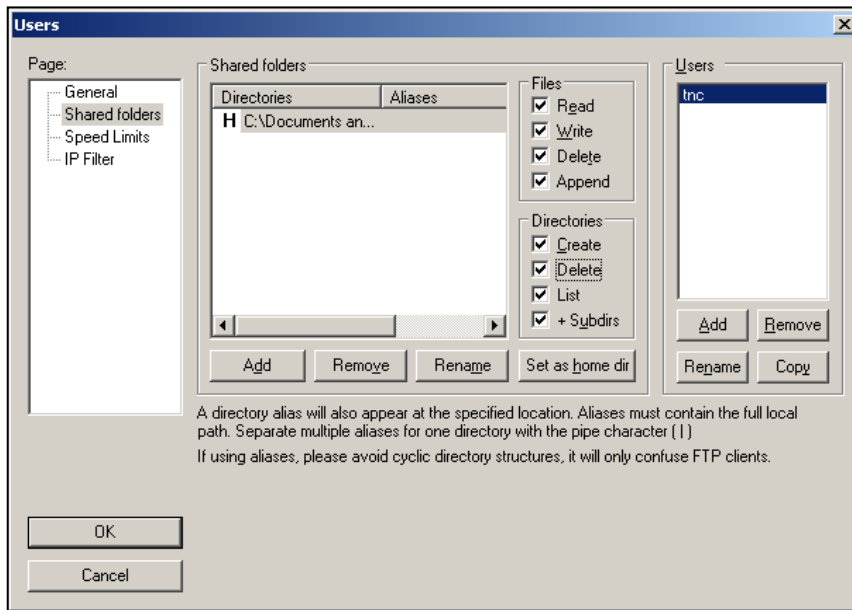 Users
Page:
General
Shared folders
Speed Limits
IP Filter
Shared folders
Directories Aliases
H C:\Documents an...
Files
Read
Write
Delete
Append
Directories
Create
Delete
List
+ Subdirs
Add Remove Rename Set as home dir
Users
tnc
Add Remove
Rename Copy
A directory alias will also appear at the specified location. Aliases must contain the full local
path. Separate multiple aliases for one directory with the pipe character ( | )
If using aliases, please avoid cyclic directory structures, it will only confuse FTP clients.
OK
Cancel